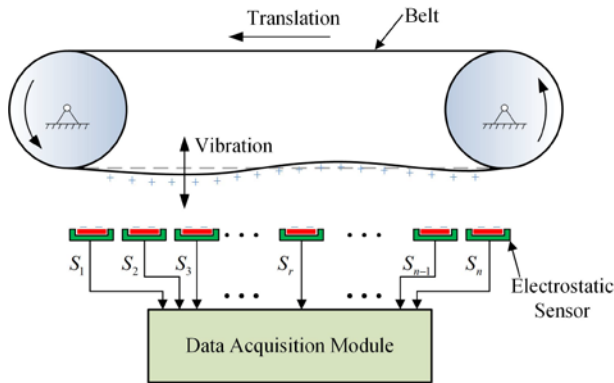 Translation
Belt
Vibration
S1
S2
S3
Sr
Sn-1
Sn
Electrostatic
Sensor
Data Acquisition Module